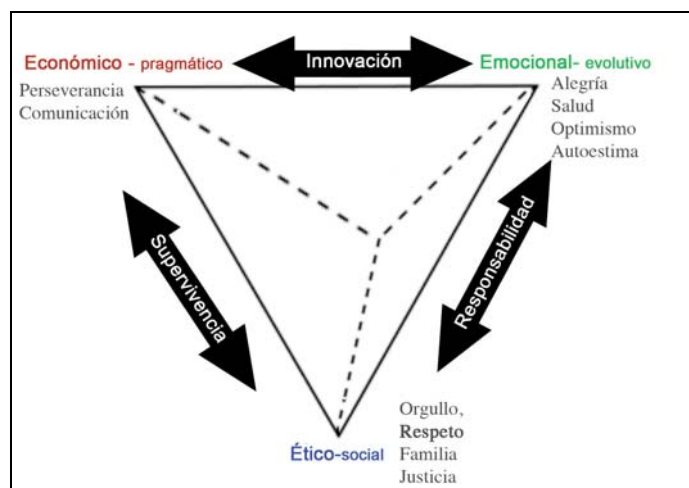 Económico - pragmático
Innovación
Emocional- evolutivo
Perseverancia
Comunicación
Alegría
Salud
Optimismo
Autoestima
Supervivencia
Responsabilidad
Ético-social
Orgullo,
Respeto
Familia
Justicia